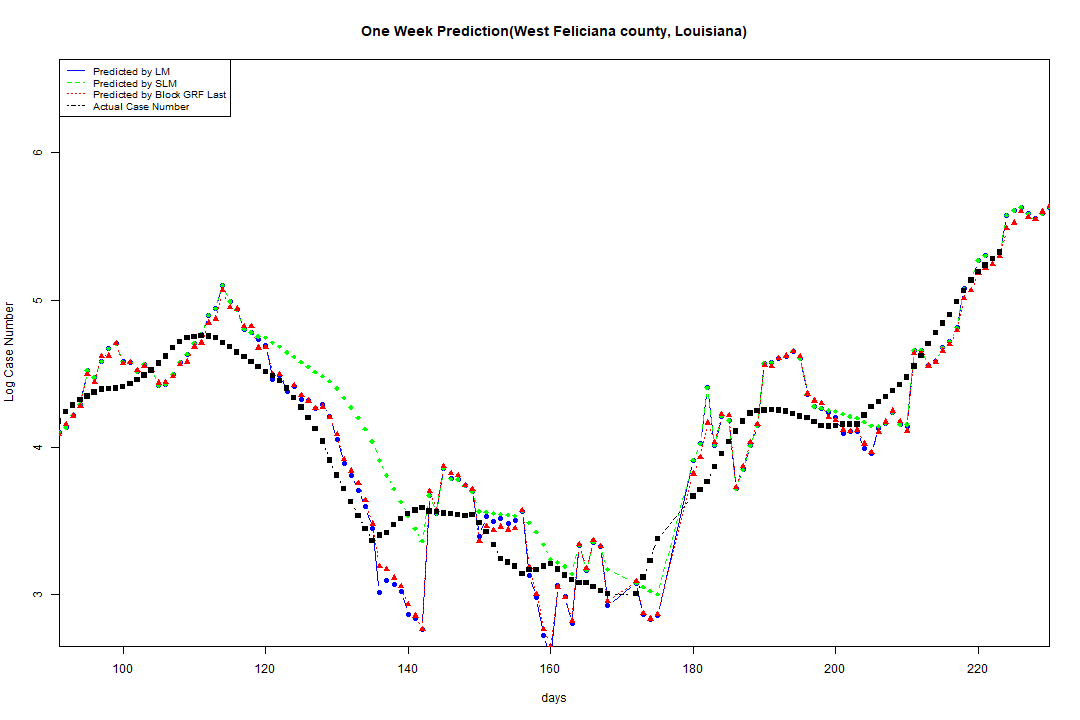 One Week Prediction(West Feliciana county, Louisiana)
Predicted by LM
Predicted by SLM
Predicted by Block GRF Last
Actual Case Number
6
5
4
3
Log Case Number
100 120 140 160 180 200 220
days